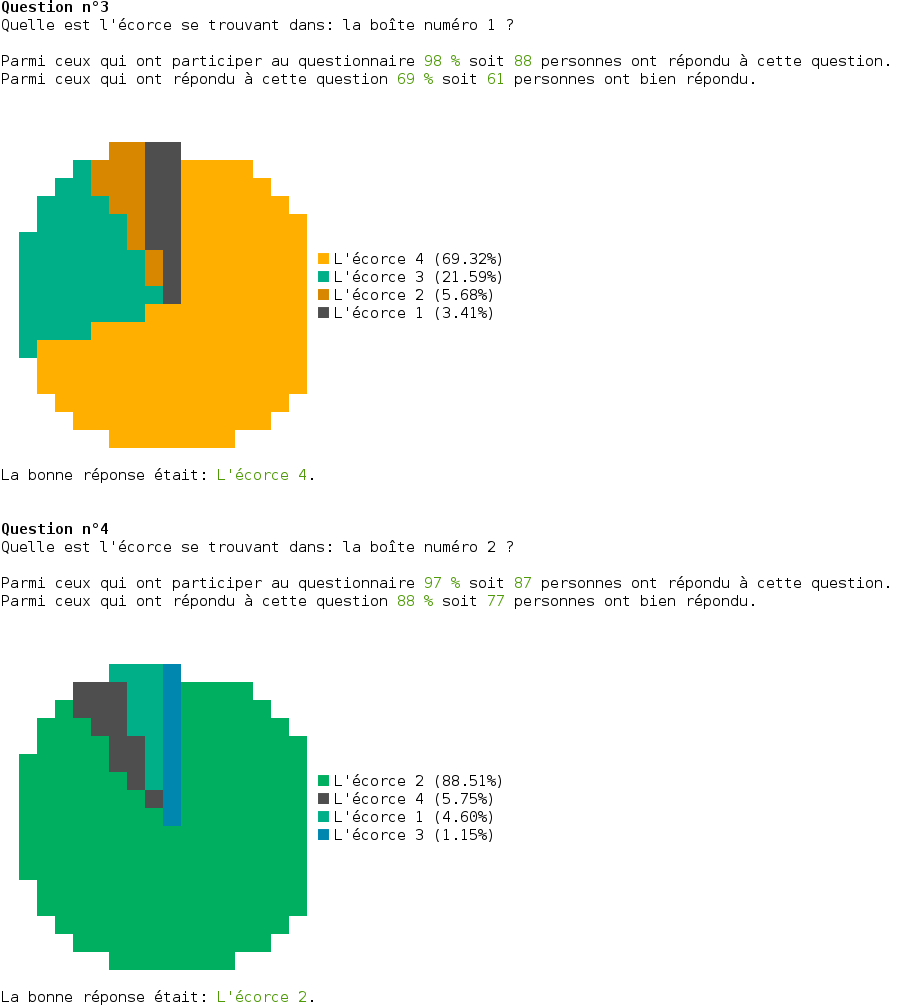 Question n°3
Quelle est l'écorce se trouvant dans: la boîte numéro 1 ?
Parmi ceux qui ont participer au questionnaire 98 % soit 88 personnes ont répondu à cette question.
Parmi ceux qui ont répondu à cette question 69 % soit 61 personnes ont bien répondu.
L'écorce 4 (69.32%)
L'écorce 3 (21.59%)
L'écorce 2 (5.68%)
L'écorce 1 (3.41%)
La bonne réponse était: L'écorce 4.
Question n°4
Quelle est l'écorce se trouvant dans: la boîte numéro 2 ?
Parmi ceux qui ont participer au questionnaire 97 % soit 87 personnes ont répondu à cette question.
Parmi ceux qui ont répondu à cette question 88 % soit 77 personnes ont bien répondu.
L'écorce 2 (88.51%)
L'écorce 4 (5.75%)
L'écorce 1 (4.60%)
L'écorce 3 (1.15%)
La bonne réponse était: L'écorce 2.